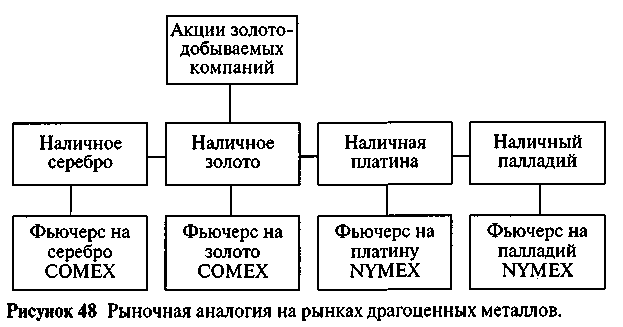 Акции золото-
добываемых
компаний
Наличное
серебро
Наличное
золото
Наличная
платина
Наличный
палладий
Фьючерс на
серебро
COMEX
Фьючерс на
золото
COMEX
Фьючерс на
платину
NYMEX
Фьючерс на
палладий
NYMEX
Рисунок 48 Рыночная аналогия на рынках драгоценных металлов.